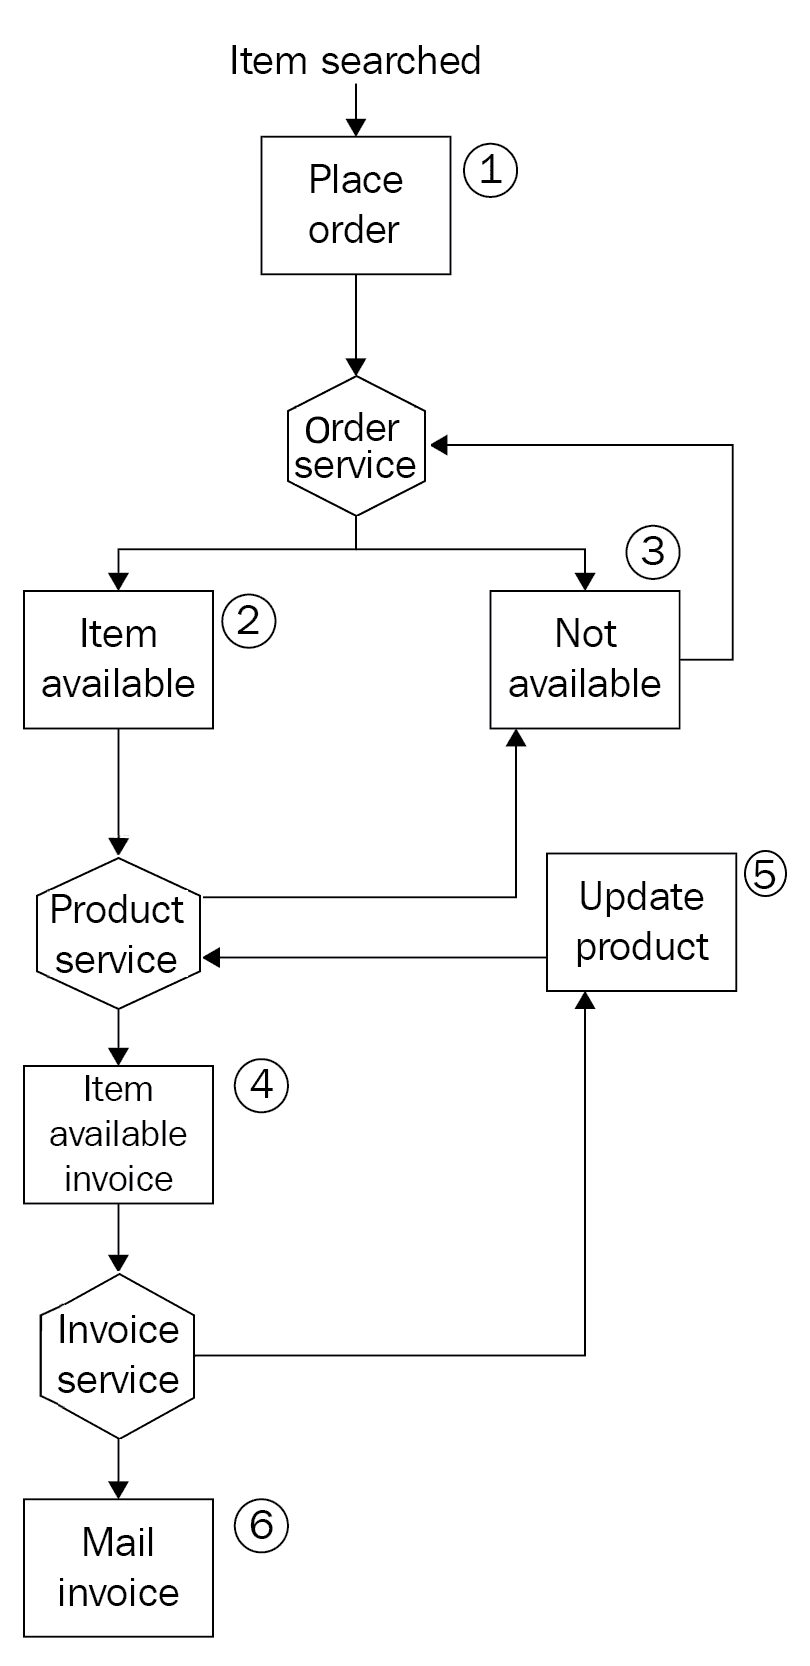 Item searched
Place
order
1
Order
service
3
Item
available
2
Not
available
Product
service
Update
product
5
Item
available
invoice
4
Invoice
service
Mail
invoice
6